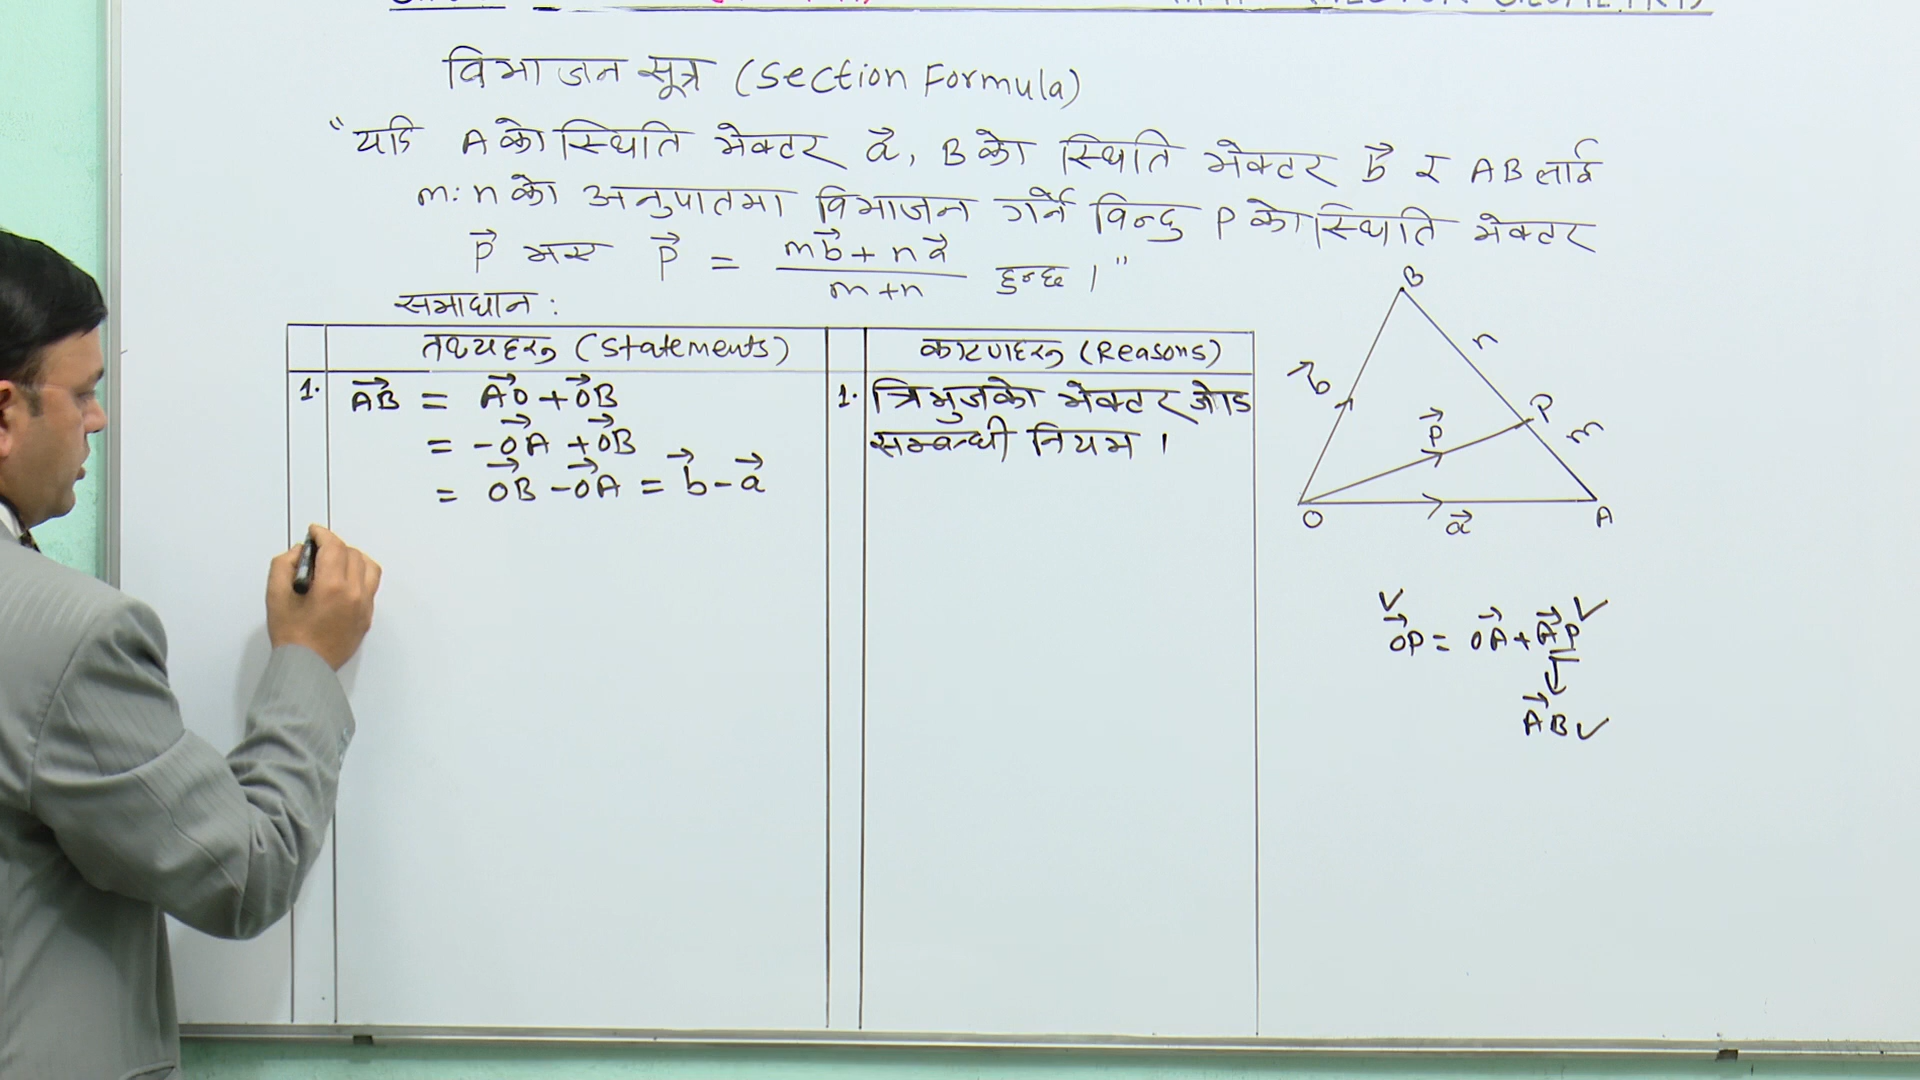 विभाजन सूत्र (Section Formula)
“यदि A को स्थिति भेक्टर a⃗, B को स्थिति भेक्टर b⃗ र AB लाई
m:n को अनुपातमा विभाजन गर्ने विन्दु P को स्थिति भेक्टर
p⃗ भए p⃗ = (mb⃗ + na⃗)/(m+n) हुन्छ।”
समाधान :
तथ्यहरू (Statements)
कारणहरू (Reasons)
1. AB⃗ = AO⃗ + OB⃗
= -OA⃗ + OB⃗
= OB⃗ - OA⃗ = b⃗ - a⃗
1. त्रिभुजको भेक्टर जोड
सम्बन्धी नियम ।
B
n
b⃗
P
m
p⃗
O
a⃗
A
OP⃗ = OA⃗ + AP⃗
AB⃗